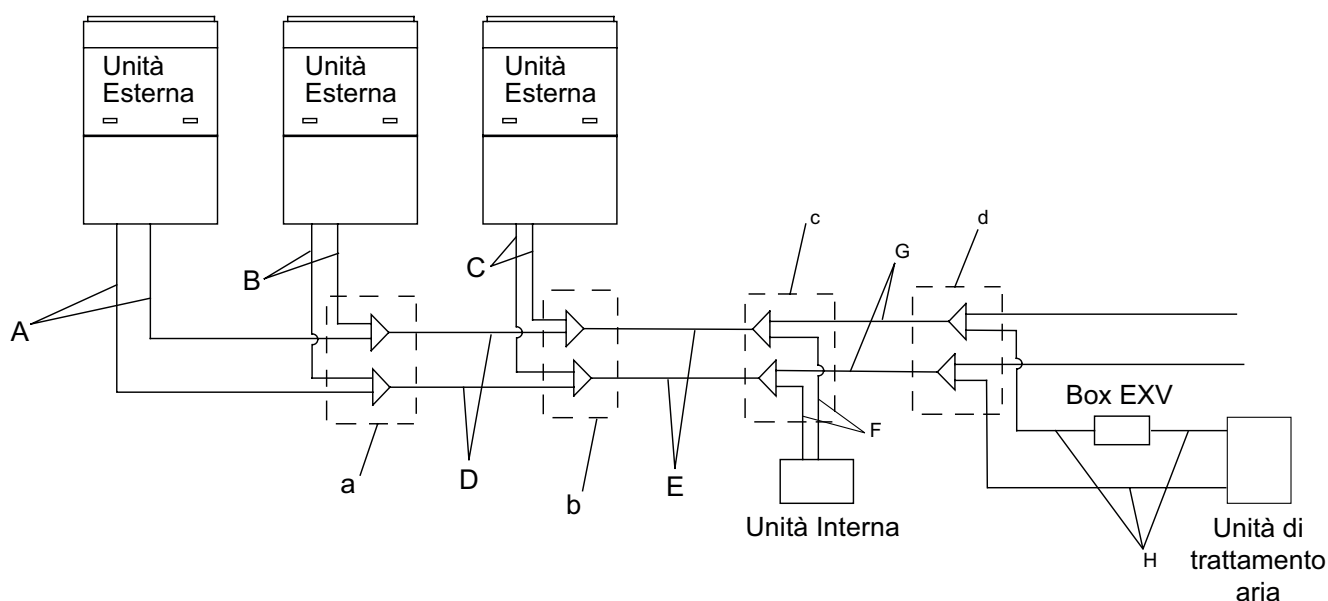 Unità
Esterna
Unità
Esterna
Unità
Esterna
c
d
G
A
B
C
Box EXV
F
a
D
b
E
Unità Interna
H
Unità di
trattamento
aria